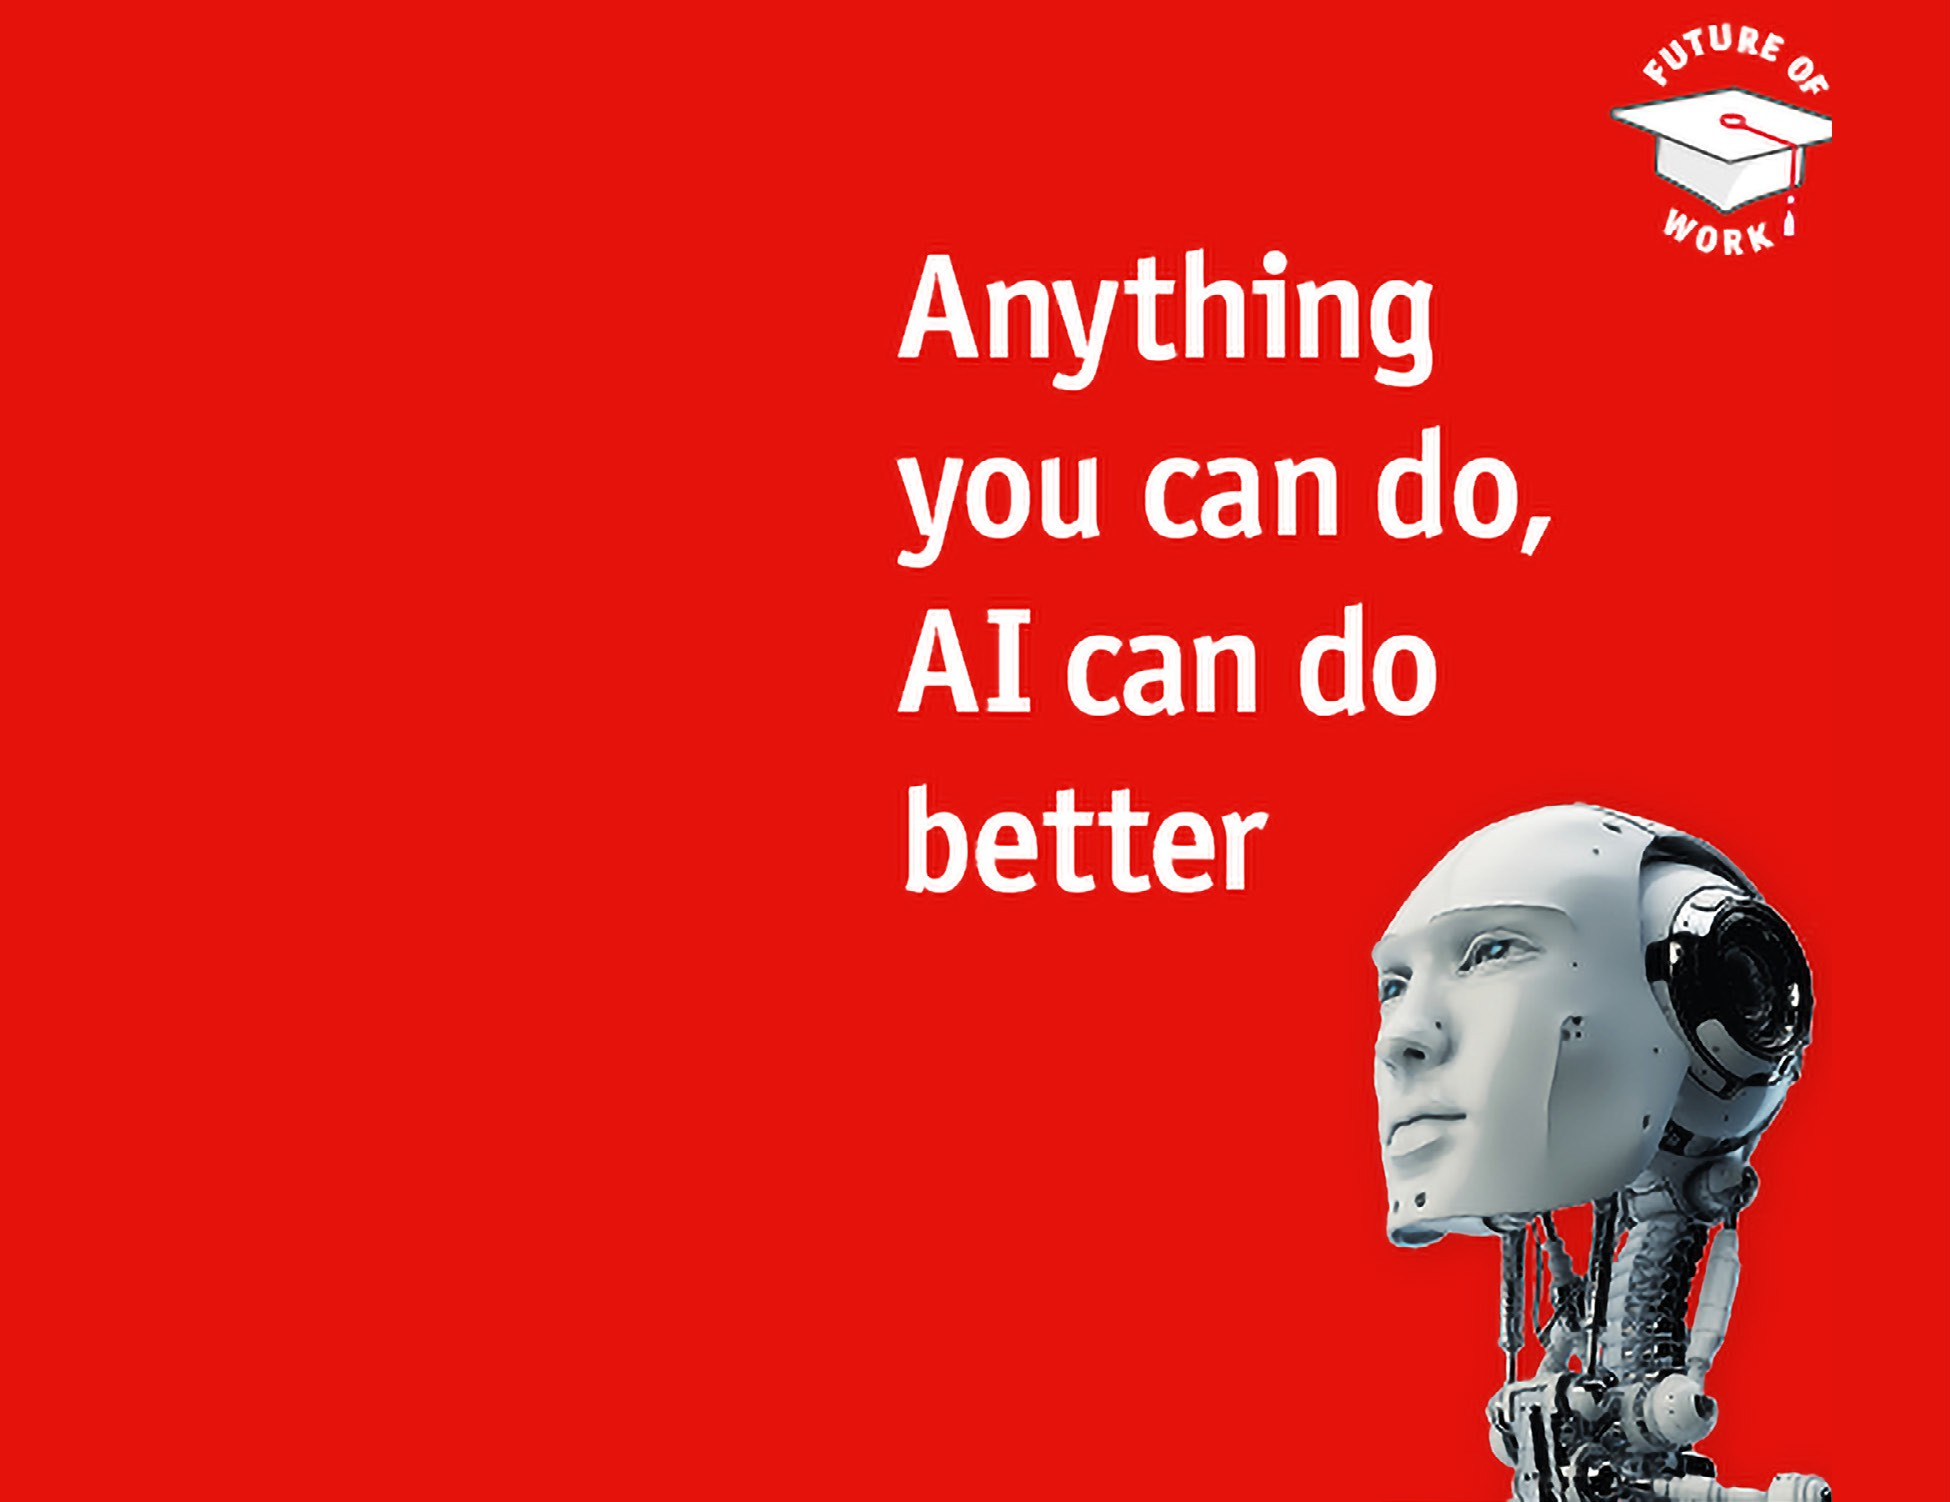 FUTURE OF
WORK
Anything
you can do,
AI can do
better